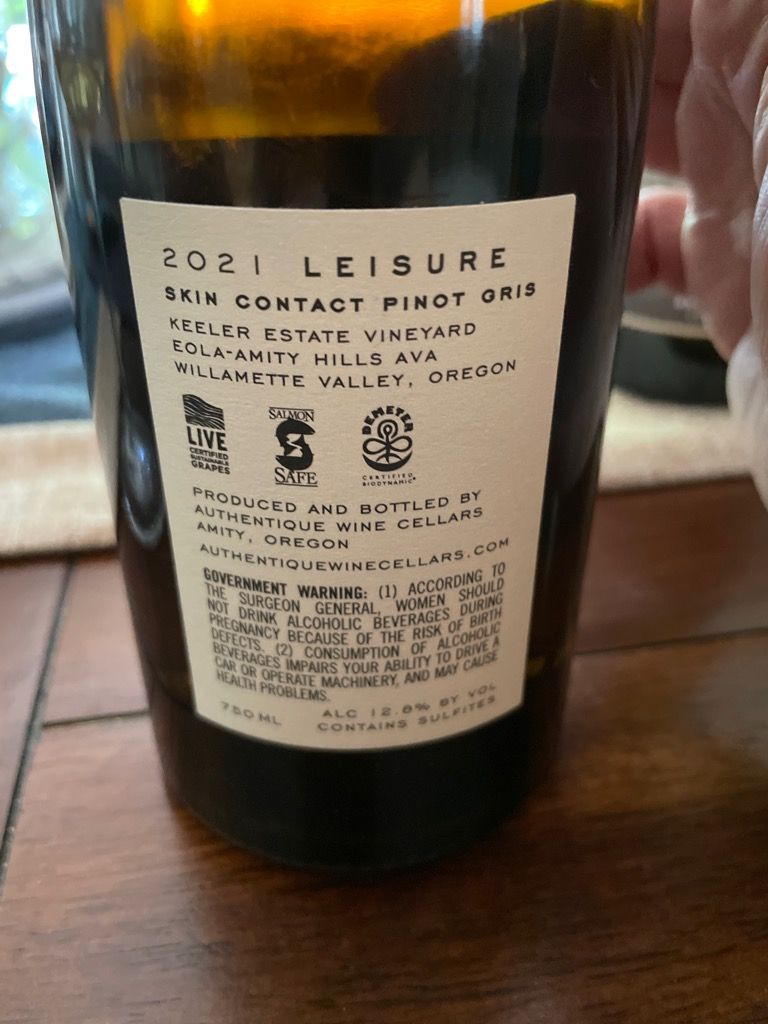 2021 LEISURE
SKIN CONTACT PINOT GRIS
KEELER ESTATE VINEYARD
EOLA-AMITY HILLS AVA
WILLAMETTE VALLEY, OREGON
LIVE
CERTIFIED
SUSTAINABLE
GRAPES
SALMON
SAFE
DEMETER
CERTIFIED
BIODYNAMIC®
PRODUCED AND BOTTLED BY
AUTHENTIQUE WINE CELLARS
AMITY, OREGON
AUTHENTIQUEWINECELLARS.COM
GOVERNMENT WARNING: (1) ACCORDING TO
THE SURGEON GENERAL, WOMEN SHOULD
NOT DRINK ALCOHOLIC BEVERAGES DURING
PREGNANCY BECAUSE OF THE RISK OF BIRTH
DEFECTS. (2) CONSUMPTION OF ALCOHOLIC
BEVERAGES IMPAIRS YOUR ABILITY TO DRIVE A
CAR OR OPERATE MACHINERY, AND MAY CAUSE
HEALTH PROBLEMS.
750 ML ALC 12.8% BY VOL
CONTAINS SULFITES